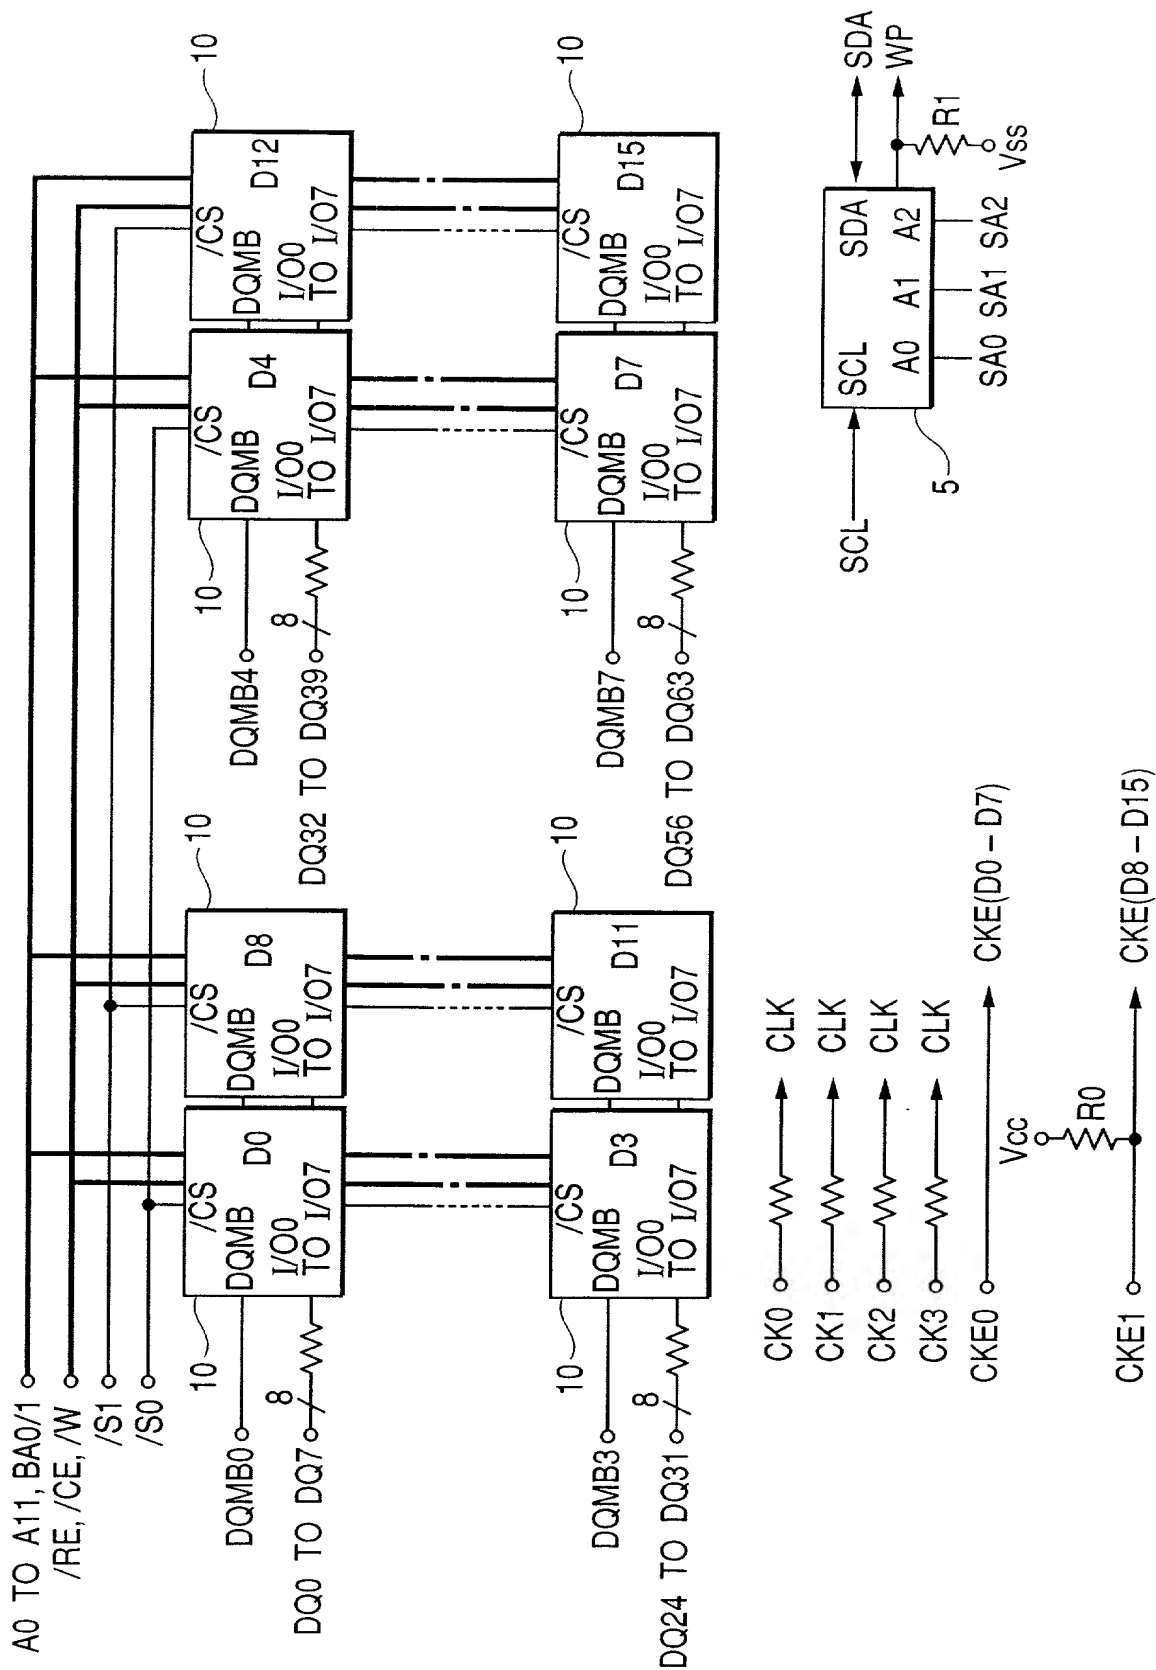 A0 TO A11, BA0/1
/RE, /CE, /W
/S1
/S0
10
10
10
10
/CS
D0
DQMB
I/O0
TO I/O7
/CS
D8
DQMB
I/O0
TO I/O7
/CS
D4
DQMB
I/O0
TO I/O7
/CS
D12
DQMB
I/O0
TO I/O7
DQMB0
8
DQ0 TO DQ7
DQMB4
8
DQ32 TO DQ39
10
10
10
10
/CS
D3
DQMB
I/O0
TO I/O7
/CS
D11
DQMB
I/O0
TO I/O7
/CS
D7
DQMB
I/O0
TO I/O7
/CS
D15
DQMB
I/O0
TO I/O7
DQMB3
8
DQ24 TO DQ31
DQMB7
8
DQ56 TO DQ63
CK0
CLK
CK1
CLK
CK2
CLK
CK3
CLK
CKE0
CKE(D0 – D7)
Vcc
R0
CKE1
CKE(D8 – D15)
SCL
SCL
SDA
SDA
A0
A1
A2
WP
5
SA0
SA1
SA2
R1
Vss